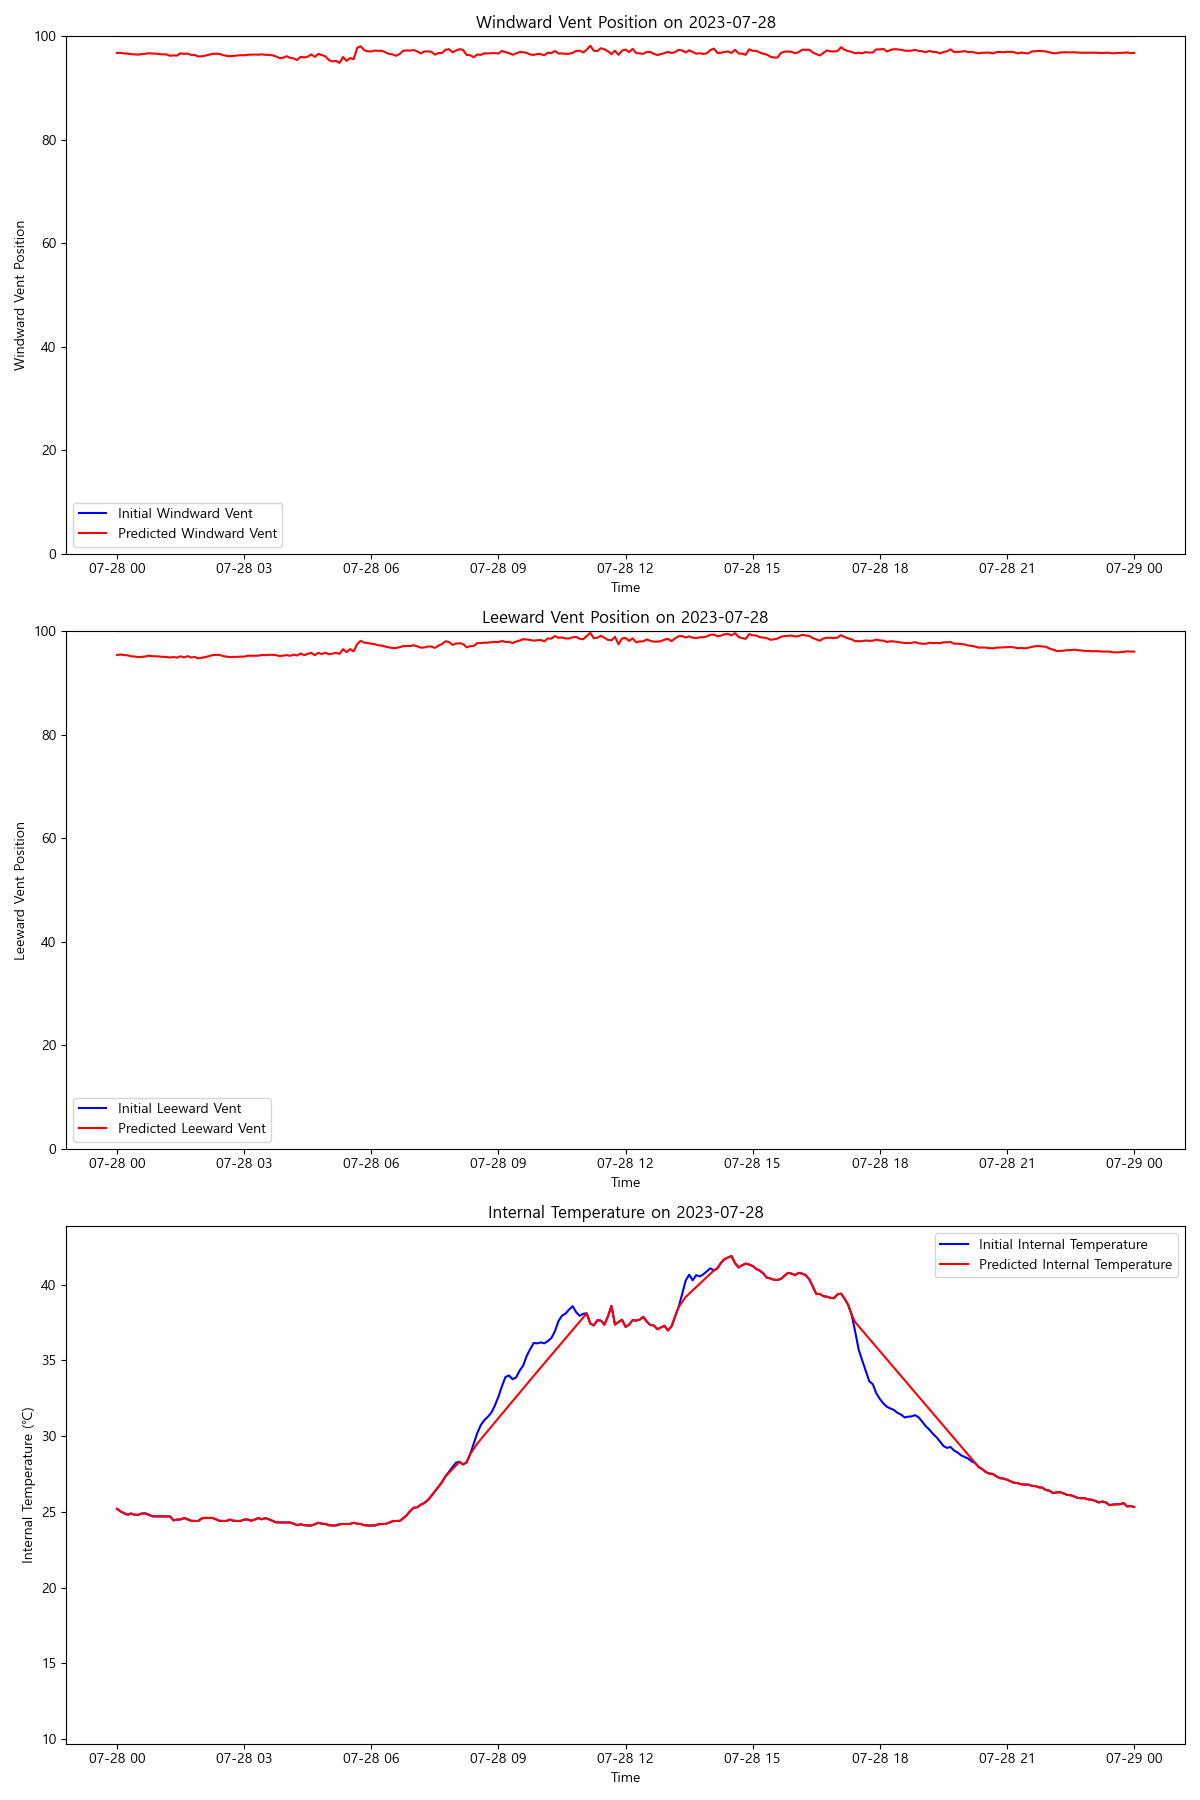 Windward Vent Position on 2023-07-28
100
80
60
40
20
0
Windward Vent Position
Initial Windward Vent
Predicted Windward Vent
07-28 00 07-28 03 07-28 06 07-28 09 07-28 12 07-28 15 07-28 18 07-28 21 07-29 00
Time
Leeward Vent Position on 2023-07-28
100
80
60
40
20
0
Leeward Vent Position
Initial Leeward Vent
Predicted Leeward Vent
07-28 00 07-28 03 07-28 06 07-28 09 07-28 12 07-28 15 07-28 18 07-28 21 07-29 00
Time
Internal Temperature on 2023-07-28
Initial Internal Temperature
Predicted Internal Temperature
40
35
30
25
20
15
10
Internal Temperature (℃)
07-28 00 07-28 03 07-28 06 07-28 09 07-28 12 07-28 15 07-28 18 07-28 21 07-29 00
Time